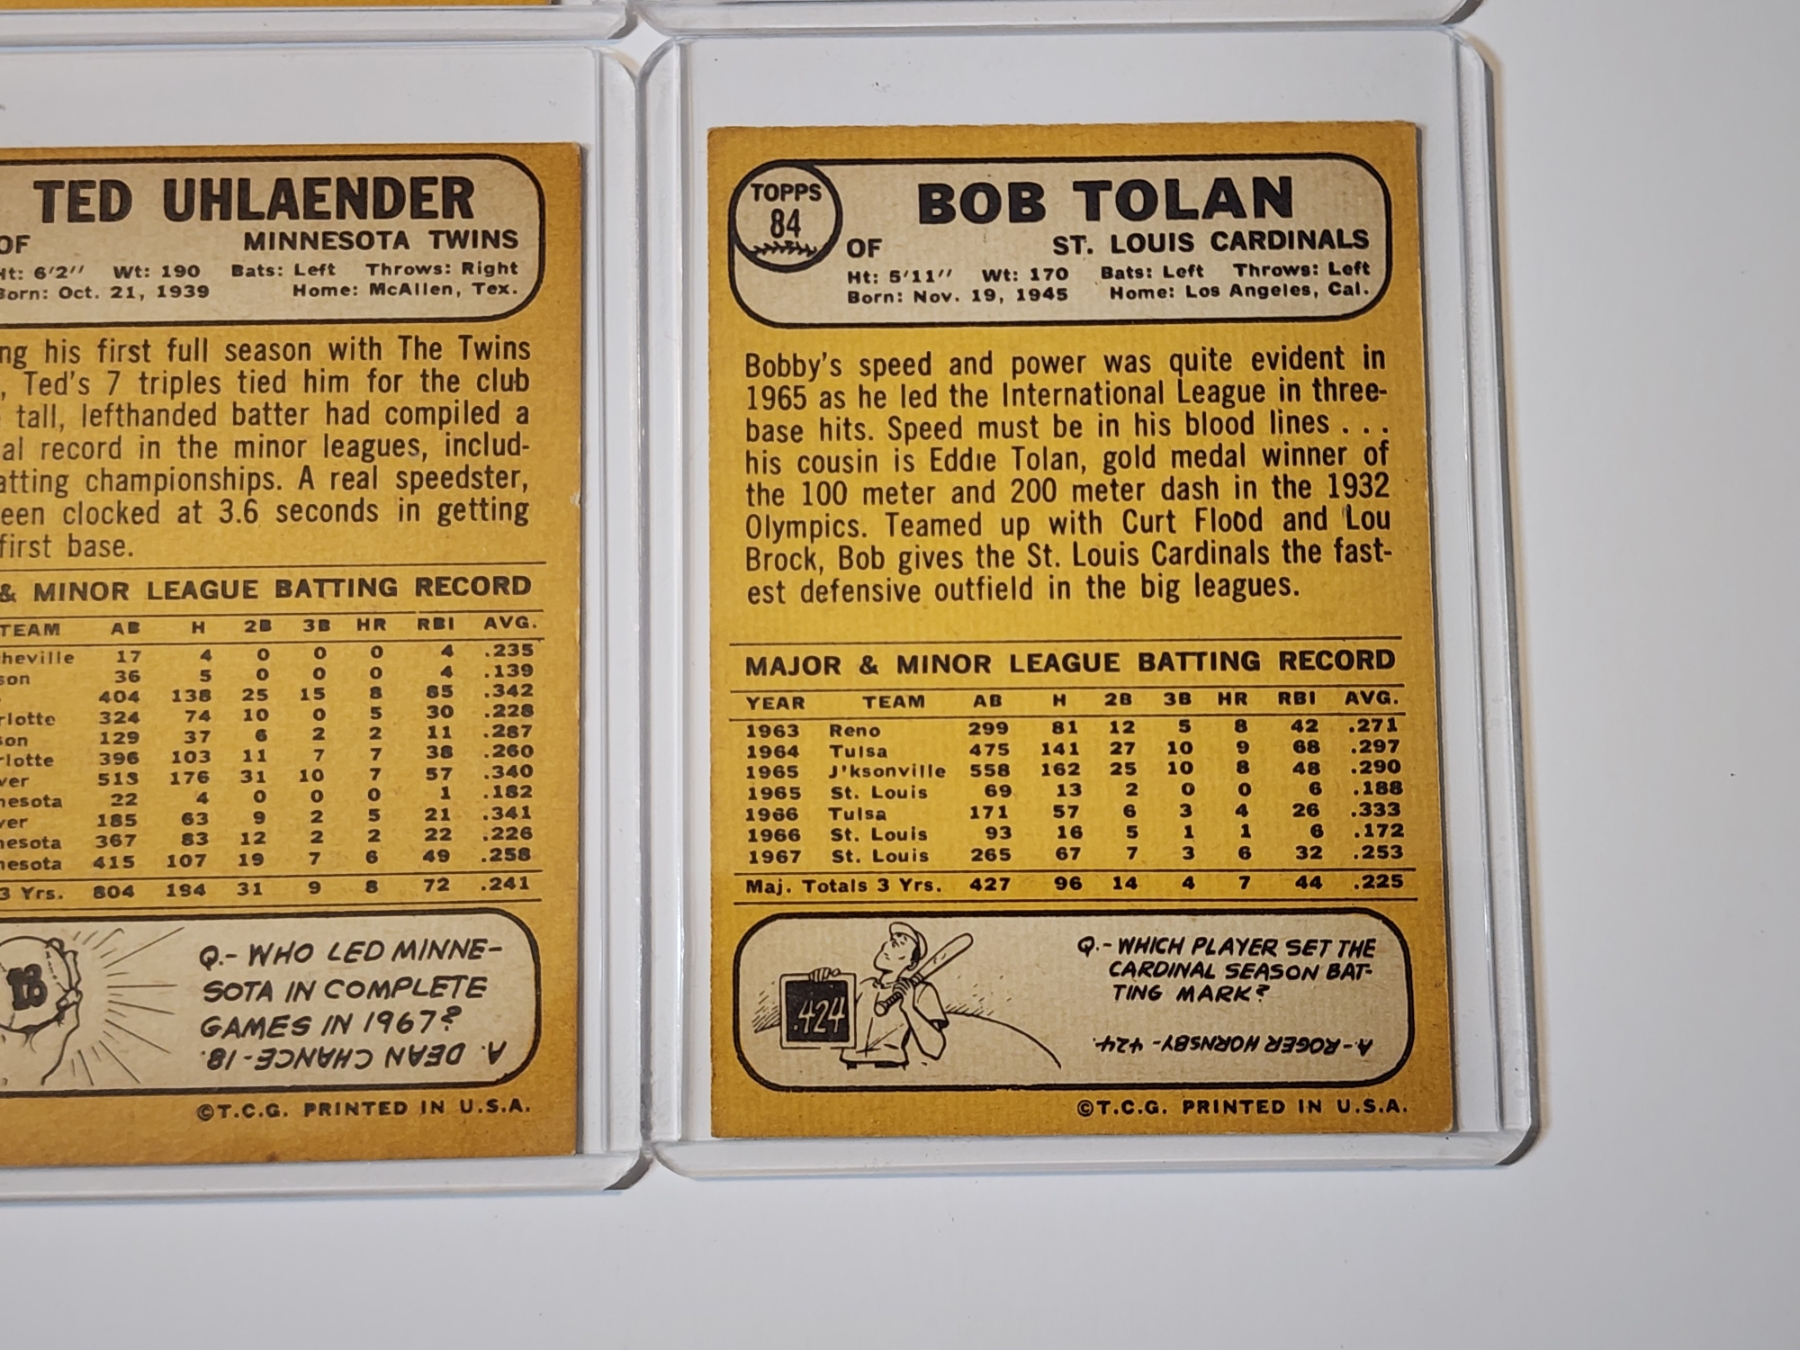 TED UHLAENDER
OF MINNESOTA TWINS
Ht: 6'2'' Wt: 190 Bats: Left Throws: Right
Born: Oct. 21, 1939 Home: McAllen, Tex.
his first full season with The Twins
, Ted's 7 triples tied him for the club
tall, lefthanded batter had compiled a
record in the minor leagues, includ-
championships. A real speedster,
clocked at 3.6 seconds in getting
first base.
& MINOR LEAGUE BATTING RECORD
TEAM AB H 2B 3B HR RBI AVG.
17 4 0 0 0 4 .235
36 5 0 0 0 4 .139
404 138 25 15 8 85 .342
324 74 10 0 5 30 .228
129 37 6 2 2 11 .287
396 103 11 7 7 38 .260
513 176 31 10 7 57 .340
22 4 0 0 0 1 .182
185 63 9 2 5 21 .341
367 83 12 2 2 22 .226
415 107 19 7 6 49 .258
3 Yrs. 804 194 31 9 8 72 .241
18
Q.- WHO LED MINNE-
SOTA IN COMPLETE
GAMES IN 1967?
A. DEAN CHANCE-18.
©T.C.G. PRINTED IN U.S.A.
TOPPS
84
BOB TOLAN
OF ST. LOUIS CARDINALS
Ht: 5'11'' Wt: 170 Bats: Left Throws: Left
Born: Nov. 19, 1945 Home: Los Angeles, Cal.
Bobby's speed and power was quite evident in
1965 as he led the International League in three-
base hits. Speed must be in his blood lines . . .
his cousin is Eddie Tolan, gold medal winner of
the 100 meter and 200 meter dash in the 1932
Olympics. Teamed up with Curt Flood and Lou
Brock, Bob gives the St. Louis Cardinals the fast-
est defensive outfield in the big leagues.
MAJOR & MINOR LEAGUE BATTING RECORD
YEAR TEAM AB H 2B 3B HR RBI AVG.
1963 Reno 299 81 12 5 8 42 .271
1964 Tulsa 475 141 27 10 9 68 .297
1965 J'ksonville 558 162 25 10 8 48 .290
1965 St. Louis 69 13 2 0 0 6 .188
1966 Tulsa 171 57 6 3 4 26 .333
1966 St. Louis 93 16 5 1 1 6 .172
1967 St. Louis 265 67 7 3 6 32 .253
Maj. Totals 3 Yrs. 427 96 14 4 7 44 .225
.424
Q.- WHICH PLAYER SET THE
CARDINAL SEASON BAT-
TING MARK?
A.-ROGER HORNSBY - 424.
©T.C.G. PRINTED IN U.S.A.